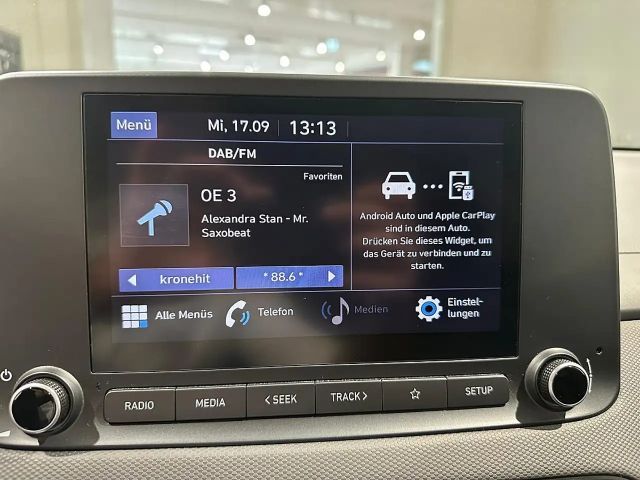 Menü
Mi, 17.09
13:13
DAB/FM
Favoriten
OE 3
Alexandra Stan - Mr.
Saxobeat
kronehit
* 88.6 *
Android Auto und Apple CarPlay
sind in diesem Auto.
Drücken Sie dieses Widget, um
das Gerät zu verbinden und zu
starten.
Alle Menüs
Telefon
Medien
Einstel-
lungen
RADIO
MEDIA
< SEEK
TRACK >
SETUP